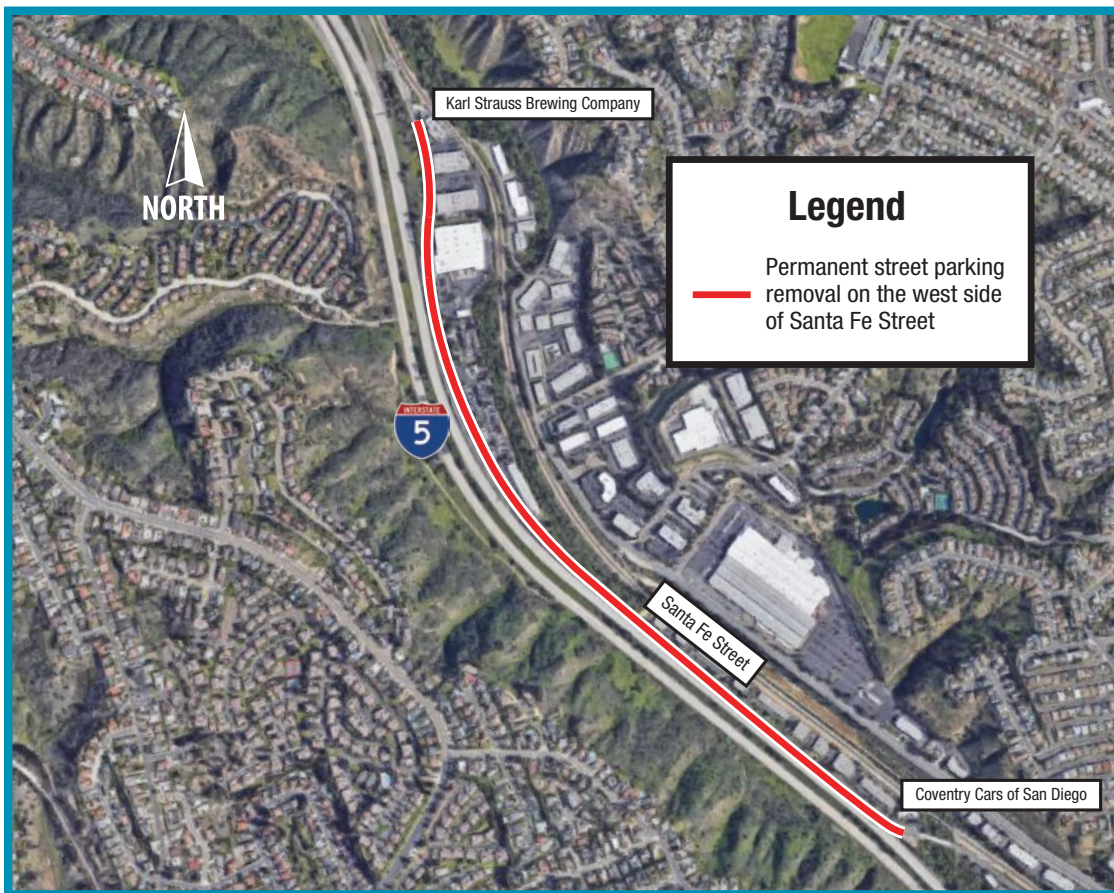 Karl Strauss Brewing Company
NORTH
Legend
Permanent street parking
removal on the west side
of Santa Fe Street
INTERSTATE
5
Santa Fe Street
Coventry Cars of San Diego